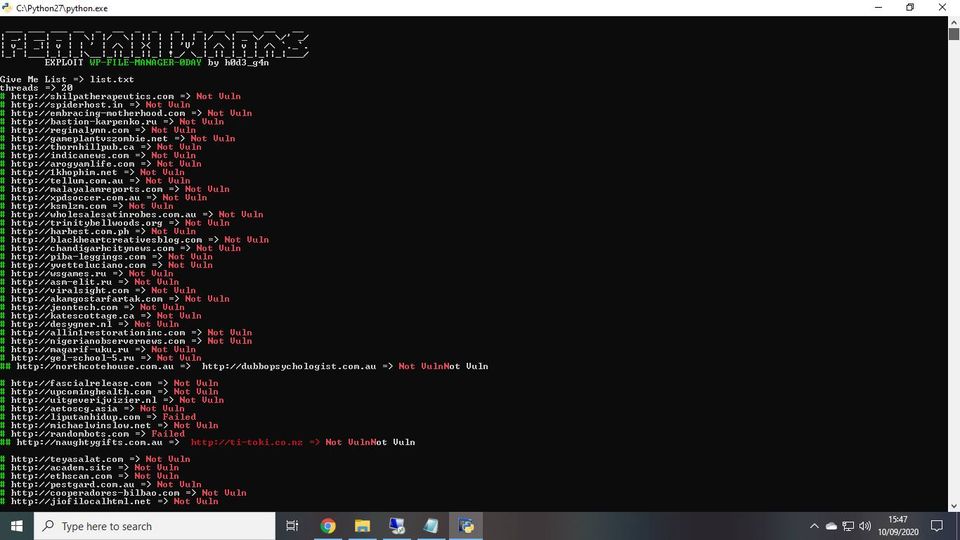 C:\Python27\python.exe
EXPLOIT WP-FILE-MANAGER-0DAY by h0d3_g4n
Give Me List => list.txt
threads => 20
# http://shilpatherapeutics.com => Not Vuln
# http://spiderhost.in => Not Vuln
# http://embracing-motherhood.com => Not Vuln
# http://bastion-karpenko.ru => Not Vuln
# http://reginalynn.com => Not Vuln
# http://gameplantvszombie.net => Not Vuln
# http://thornhillpub.ca => Not Vuln
# http://indicanews.com => Not Vuln
# http://arogyamlife.com => Not Vuln
# http://1khophim.net => Not Vuln
# http://tellum.com.au => Not Vuln
# http://malayalamreports.com => Not Vuln
# http://xpdsoccer.com.au => Not Vuln
# http://ksmlzm.com => Not Vuln
# http://wholesalesatinrobes.com.au => Not Vuln
# http://trinitybellwoods.org => Not Vuln
# http://harbest.com.ph => Not Vuln
# http://blackheartcreativesblog.com => Not Vuln
# http://chandigarhcitynews.com => Not Vuln
# http://piba-leggings.com => Not Vuln
# http://yvetteluciano.com => Not Vuln
# http://wsgames.ru => Not Vuln
# http://asm-elit.ru => Not Vuln
# http://viralsight.com => Not Vuln
# http://akamgostarfartak.com => Not Vuln
# http://jeontech.com => Not Vuln
# http://katescottage.ca => Not Vuln
# http://desygner.nl => Not Vuln
# http://allin1restorationinc.com => Not Vuln
# http://nigerianobservernews.com => Not Vuln
# http://magarif-uku.ru => Not Vuln
# http://gel-school-5.ru => Not Vuln
## http://northcotehouse.com.au => http://dubbopsychologist.com.au => Not VulnNot Vuln
# http://fascialrelease.com => Not Vuln
# http://upcominghealth.com => Not Vuln
# http://uitgeverijvizier.nl => Not Vuln
# http://aetoscg.asia => Not Vuln
# http://liputanhidup.com => Failed
# http://michaelwinslow.net => Not Vuln
# http://randombots.com => Failed
## http://naughtygifts.com.au => http://ti-toki.co.nz => Not VulnNot Vuln
# http://teyasalat.com => Not Vuln
# http://academ.site => Not Vuln
# http://ethscan.com => Not Vuln
# http://pestgard.com.au => Not Vuln
# http://cooperadores-bilbao.com => Not Vuln
# http://jiofilocalhtml.net => Not Vuln
Type here to search
15:47
10/09/2020